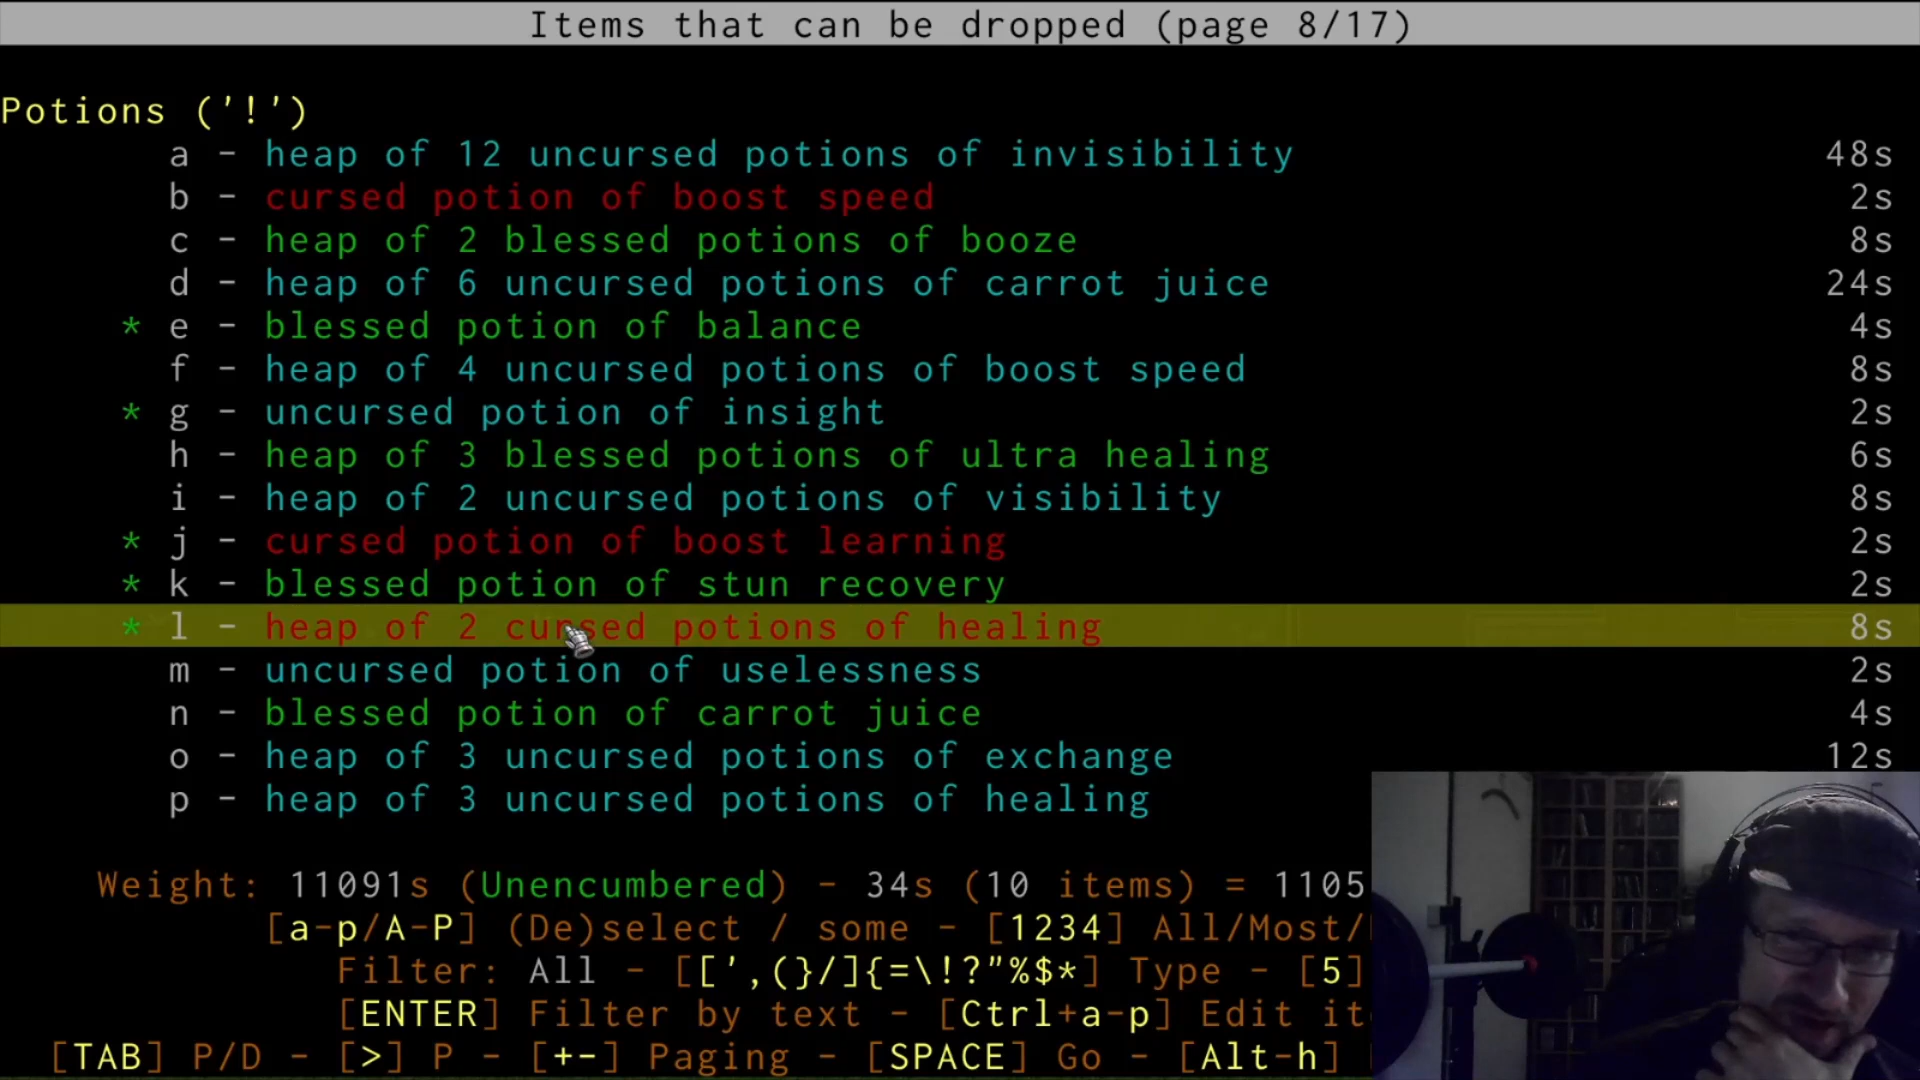 Items that can be dropped (page 8/17)
Potions ('!')
a - heap of 12 uncursed potions of invisibility 48s
b - cursed potion of boost speed 2s
c - heap of 2 blessed potions of booze 8s
d - heap of 6 uncursed potions of carrot juice 24s
* e - blessed potion of balance 4s
f - heap of 4 uncursed potions of boost speed 8s
* g - uncursed potion of insight 2s
h - heap of 3 blessed potions of ultra healing 6s
i - heap of 2 uncursed potions of visibility 8s
* j - cursed potion of boost learning 2s
* k - blessed potion of stun recovery 2s
* l - heap of 2 cursed potions of healing 8s
m - uncursed potion of uselessness 2s
n - blessed potion of carrot juice 4s
o - heap of 3 uncursed potions of exchange 12s
p - heap of 3 uncursed potions of healing
Weight: 11091s (Unencumbered) - 34s (10 items) = 1105
[a-p/A-P] (De)select / some - [1234] All/Most/
Filter: All - [[',(}/]{=\!?"%$*] Type - [5]
[ENTER] Filter by text - [Ctrl+a-p] Edit it
[TAB] P/D - [>] P - [+-] Paging - [SPACE] Go - [Alt-h]